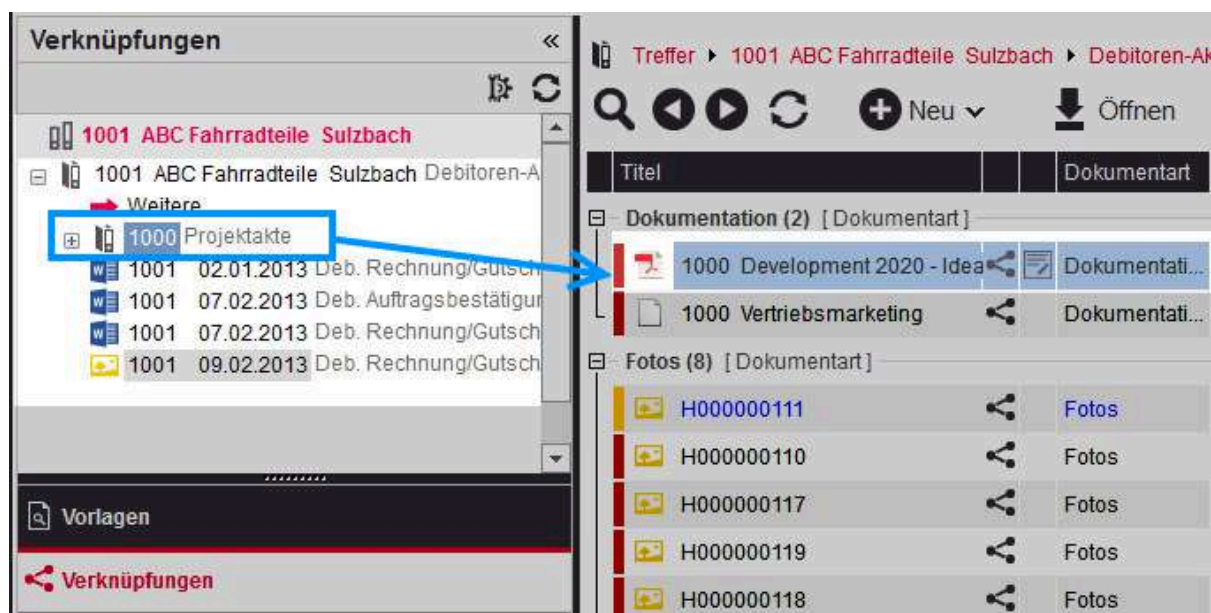 Verknüpfungen «
1001 ABC Fahrradteile Sulzbach
1001 ABC Fahrradteile Sulzbach Debitoren-A
Weitere
1000 Projektakte
1001 02.01.2013 Deb. Rechnung/Gutsch
1001 07.02.2013 Deb. Auftragsbestätigur
1001 07.02.2013 Deb. Rechnung/Gutsch
1001 09.02.2013 Deb. Rechnung/Gutsch
Vorlagen
Verknüpfungen
Treffer 1001 ABC Fahrradteile Sulzbach Debitoren-Ak
Neu Öffnen
Titel Dokumentart
Dokumentation (2) [ Dokumentart ]
1000 Development 2020 - Idea Dokumentati...
1000 Vertriebsmarketing Dokumentati...
Fotos (8) [ Dokumentart ]
H000000111 Fotos
H000000110 Fotos
H000000117 Fotos
H000000119 Fotos
H000000118 Fotos